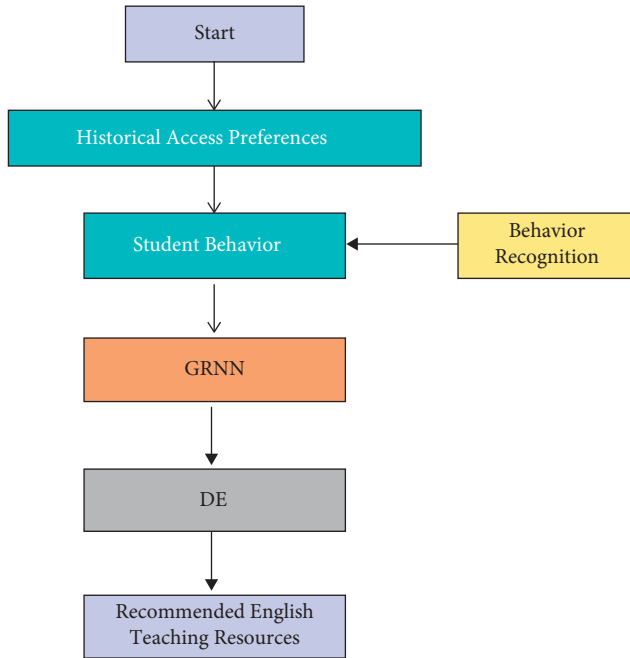 Start
Historical Access Preferences
Student Behavior
Behavior
Recognition
GRNN
DE
Recommended English
Teaching Resources